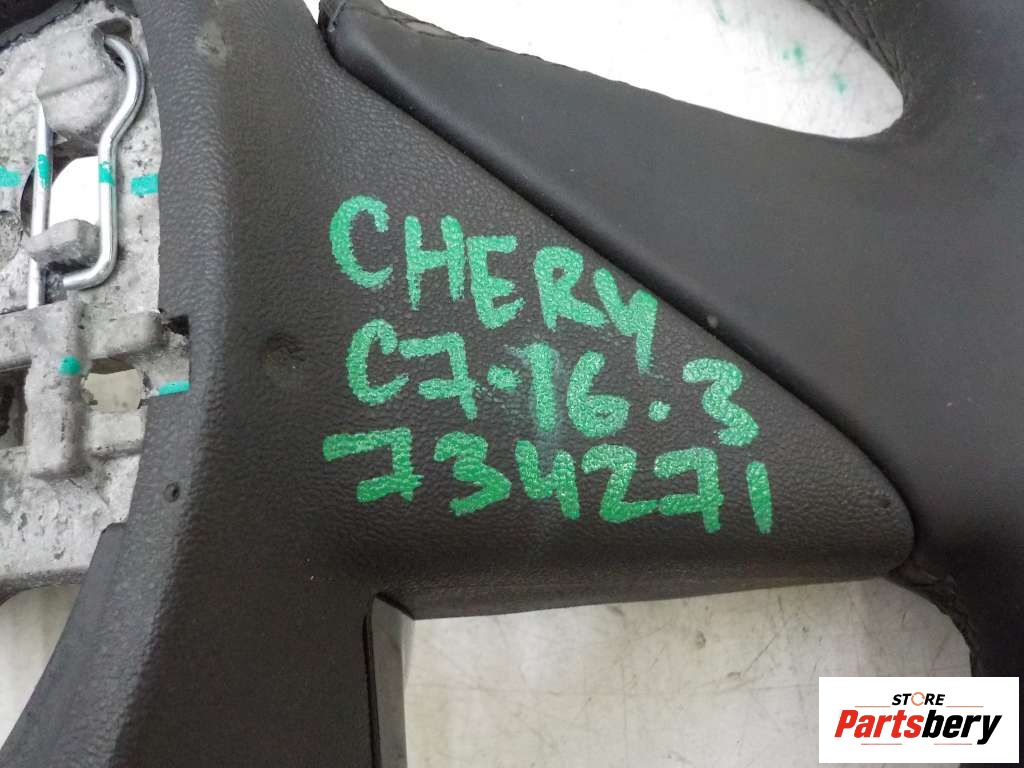 CHERY
C7·16·3
734271
STORE
Partsbery